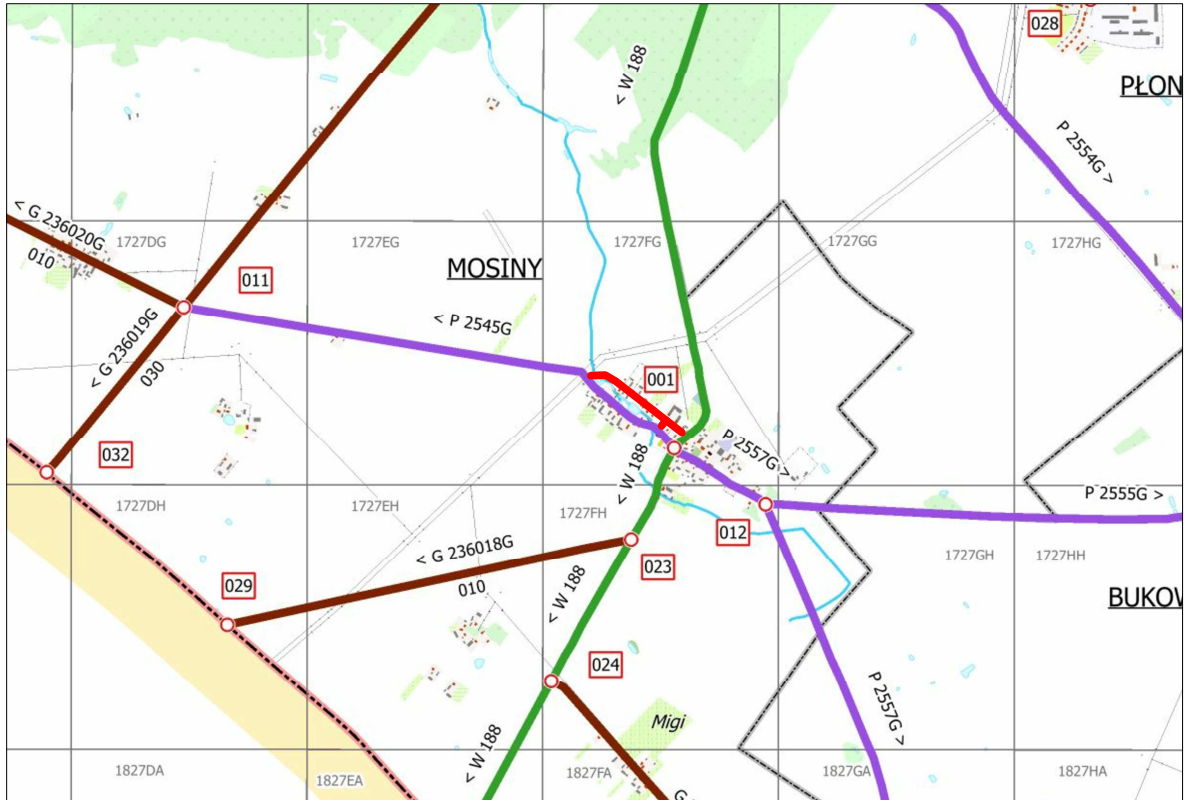 028
< W 188
PŁON
P 2554G >
< G 236020G
010
1727DG
1727EG
1727FG
1727GG
1727HG
MOSINY
011
< P 2545G
< G 236019G
030
001
P 2557G >
032
< W 188
P 2555G >
1727DH
1727EH
1727FH
012
< G 236018G
1727GH
1727HH
023
029
010
< W 188
BUKOW
024
P 2557G >
Migi
< W 188
1827DA
1827EA
1827FA
1827GA
1827HA
G